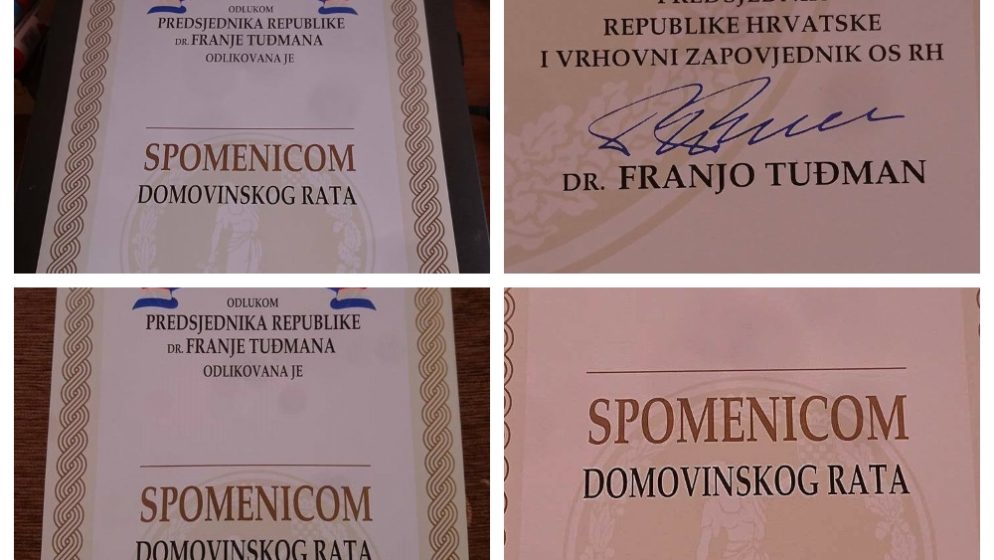 ODLUKOM
PREDSJEDNIKA REPUBLIKE
DR. FRANJE TUĐMANA
ODLIKOVANA JE
SPOMENICOM
DOMOVINSKOG RATA
PREDSJEDNIK
REPUBLIKE HRVATSKE
I VRHOVNI ZAPOVJEDNIK OS RH
DR. FRANJO TUĐMAN
ODLUKOM
PREDSJEDNIKA REPUBLIKE
DR. FRANJE TUĐMANA
ODLIKOVANA JE
SPOMENICOM
DOMOVINSKOG RATA
SPOMENICOM
DOMOVINSKOG RATA